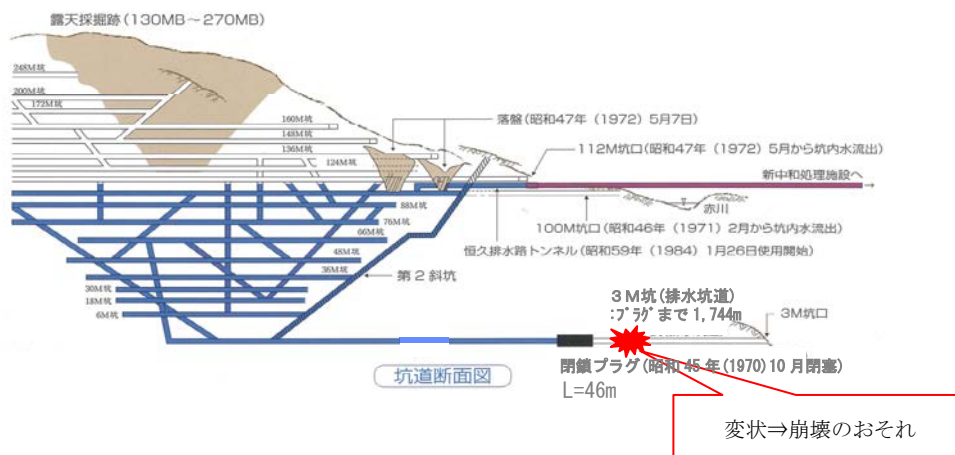 露天採掘跡(130MB～270MB)
248M坑
200M坑
172M坑
160M坑
148M坑
136M坑
124M坑
落盤(昭和47年(1972)5月7日)
112M坑口(昭和47年(1972)5月から坑内水流出)
新中和処理施設へ
赤川
100M坑口(昭和46年(1971)2月から坑内水流出)
恒久排水路トンネル(昭和59年(1984)1月26日使用開始)
88M坑
76M坑
66M坑
48M坑
36M坑
30M坑
18M坑
6M坑
第2斜坑
3M坑(排水坑道)
:プラグまで1,744m
3M坑口
閉鎖プラグ(昭和45年(1970)10月閉塞)
L=46m
坑道断面図
変状⇒崩壊のおそれ